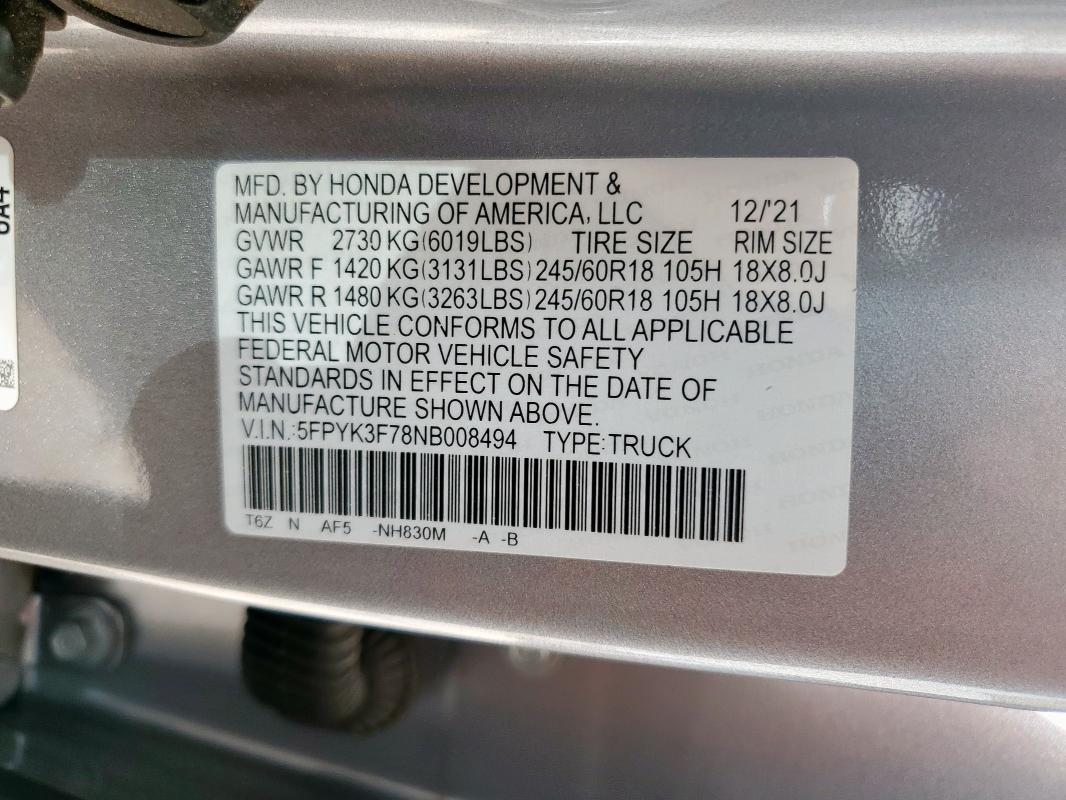 MFD. BY HONDA DEVELOPMENT &
MANUFACTURING OF AMERICA, LLC 12/'21
GVWR 2730 KG(6019LBS) TIRE SIZE RIM SIZE
GAWR F 1420 KG(3131LBS) 245/60R18 105H 18X8.0J
GAWR R 1480 KG(3263LBS) 245/60R18 105H 18X8.0J
THIS VEHICLE CONFORMS TO ALL APPLICABLE
FEDERAL MOTOR VEHICLE SAFETY
STANDARDS IN EFFECT ON THE DATE OF
MANUFACTURE SHOWN ABOVE.
V.I.N.:5FPYK3F78NB008494 TYPE:TRUCK
T6Z N AF5 -NH830M -A -B